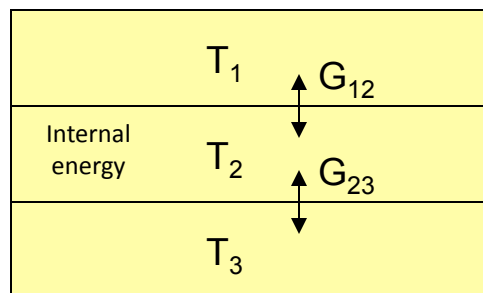 T₁ G₁₂
Internal
energy
T₂
G₂₃
T₃